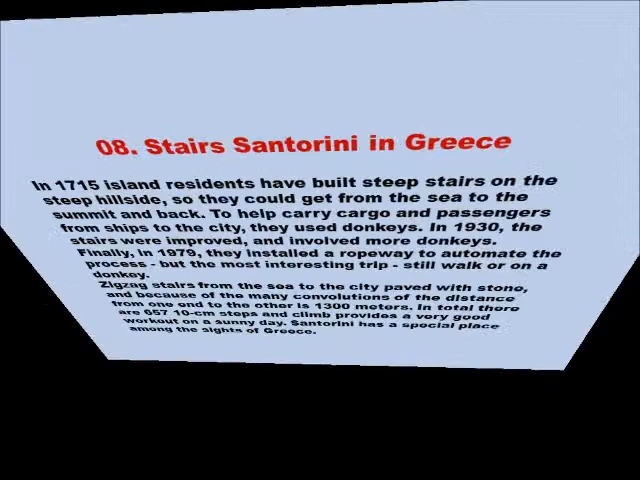 08. Stairs Santorini in Greece
In 1715 island residents have built steep stairs on the
steep hillside, so they could get from the sea to the
summit and back. To help carry cargo and passengers
from ships to the city, they used donkeys. In 1930, the
stairs were improved, and involved more donkeys.
Finally, in 1979, they installed a ropeway to automate the
process - but the most interesting trip - still walk or on a
donkey.
Zigzag stairs from the sea to the city paved with stone,
and because of the many convolutions of the distance
from one end to the other is 1300 meters. In total there
are 657 10-cm steps and climb provides a very good
workout on a sunny day. Santorini has a special place
among the sights of Greece.